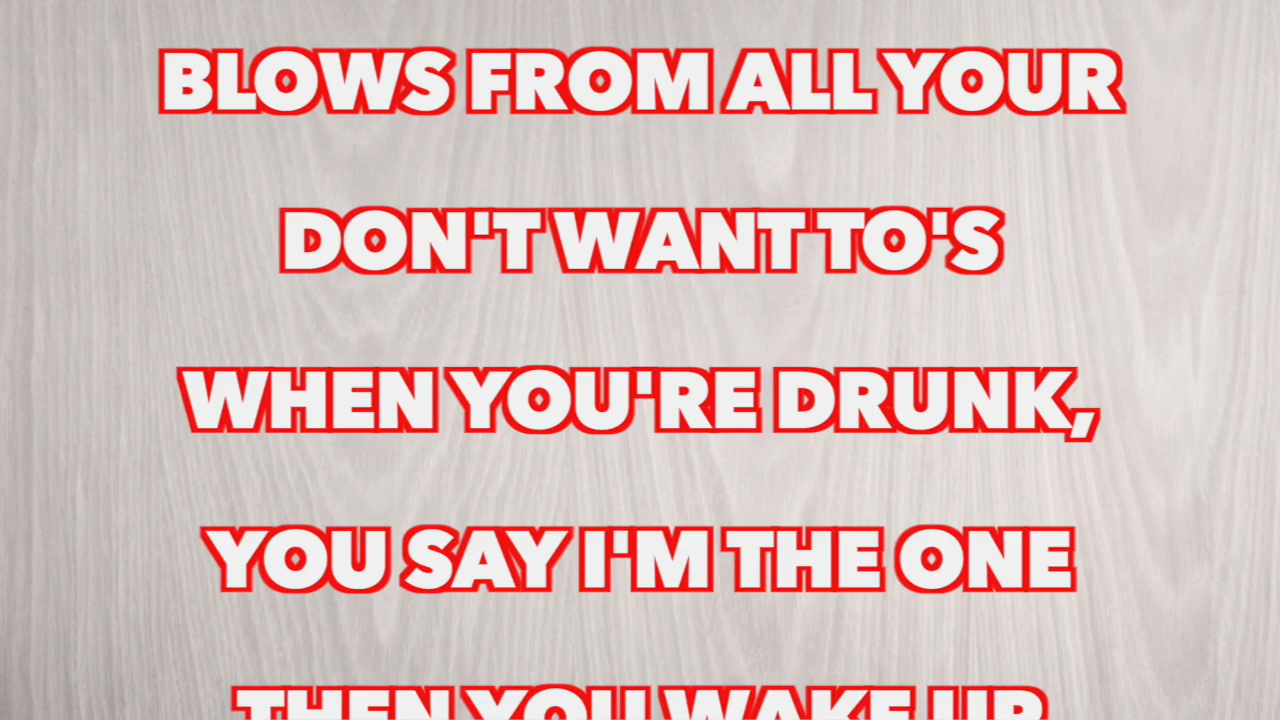 BLOWS FROM ALL YOUR
DON'T WANT TO'S
WHEN YOU'RE DRUNK,
YOU SAY I'M THE ONE
THEN YOU WAKE UP